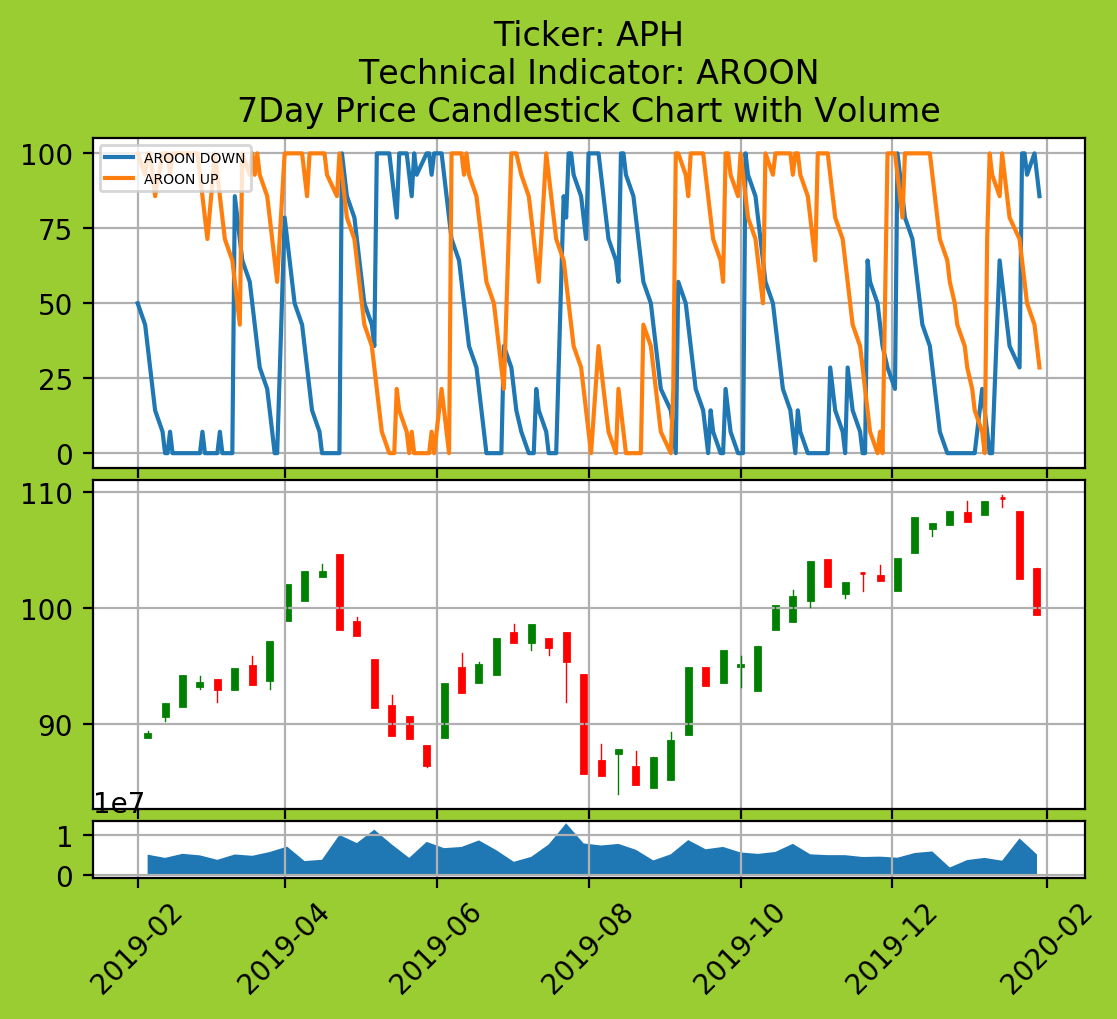 Ticker: APH
Technical Indicator: AROON
7Day Price Candlestick Chart with Volume
100
75
50
25
0
AROON DOWN
AROON UP
110
100
90
1e7
1
0
2019-02
2019-04
2019-06
2019-08
2019-10
2019-12
2020-02